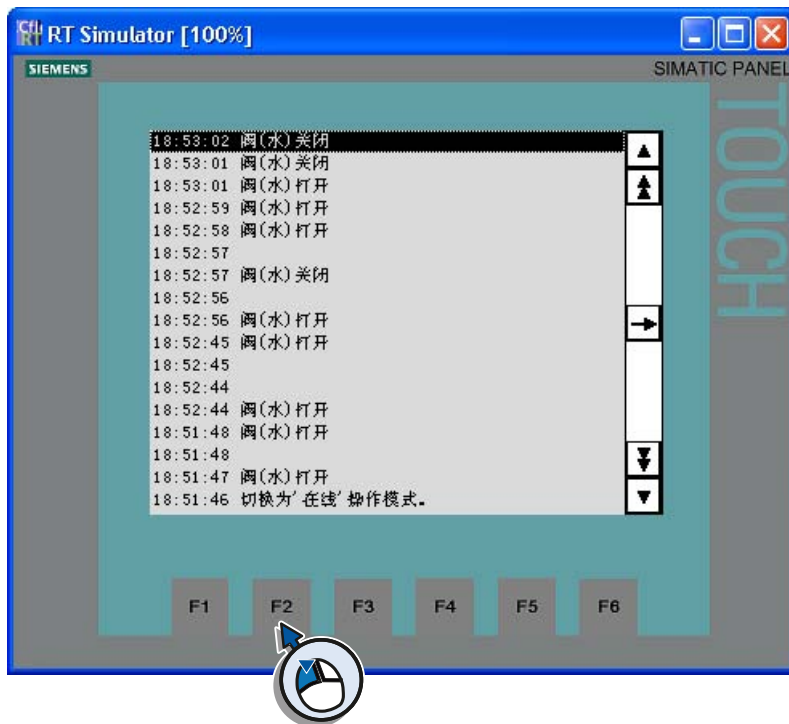 RT Simulator [100%]
SIEMENS
SIMATIC PANEL
TOUCH
18:53:02 阀(水)关闭
18:53:01 阀(水)关闭
18:53:01 阀(水)打开
18:52:59 阀(水)打开
18:52:58 阀(水)打开
18:52:57
18:52:57 阀(水)关闭
18:52:56
18:52:56 阀(水)打开
18:52:45 阀(水)打开
18:52:45
18:52:44
18:52:44 阀(水)打开
18:51:48 阀(水)打开
18:51:48
18:51:47 阀(水)打开
18:51:46 切换为'在线'操作模式。
F1 F2 F3 F4 F5 F6